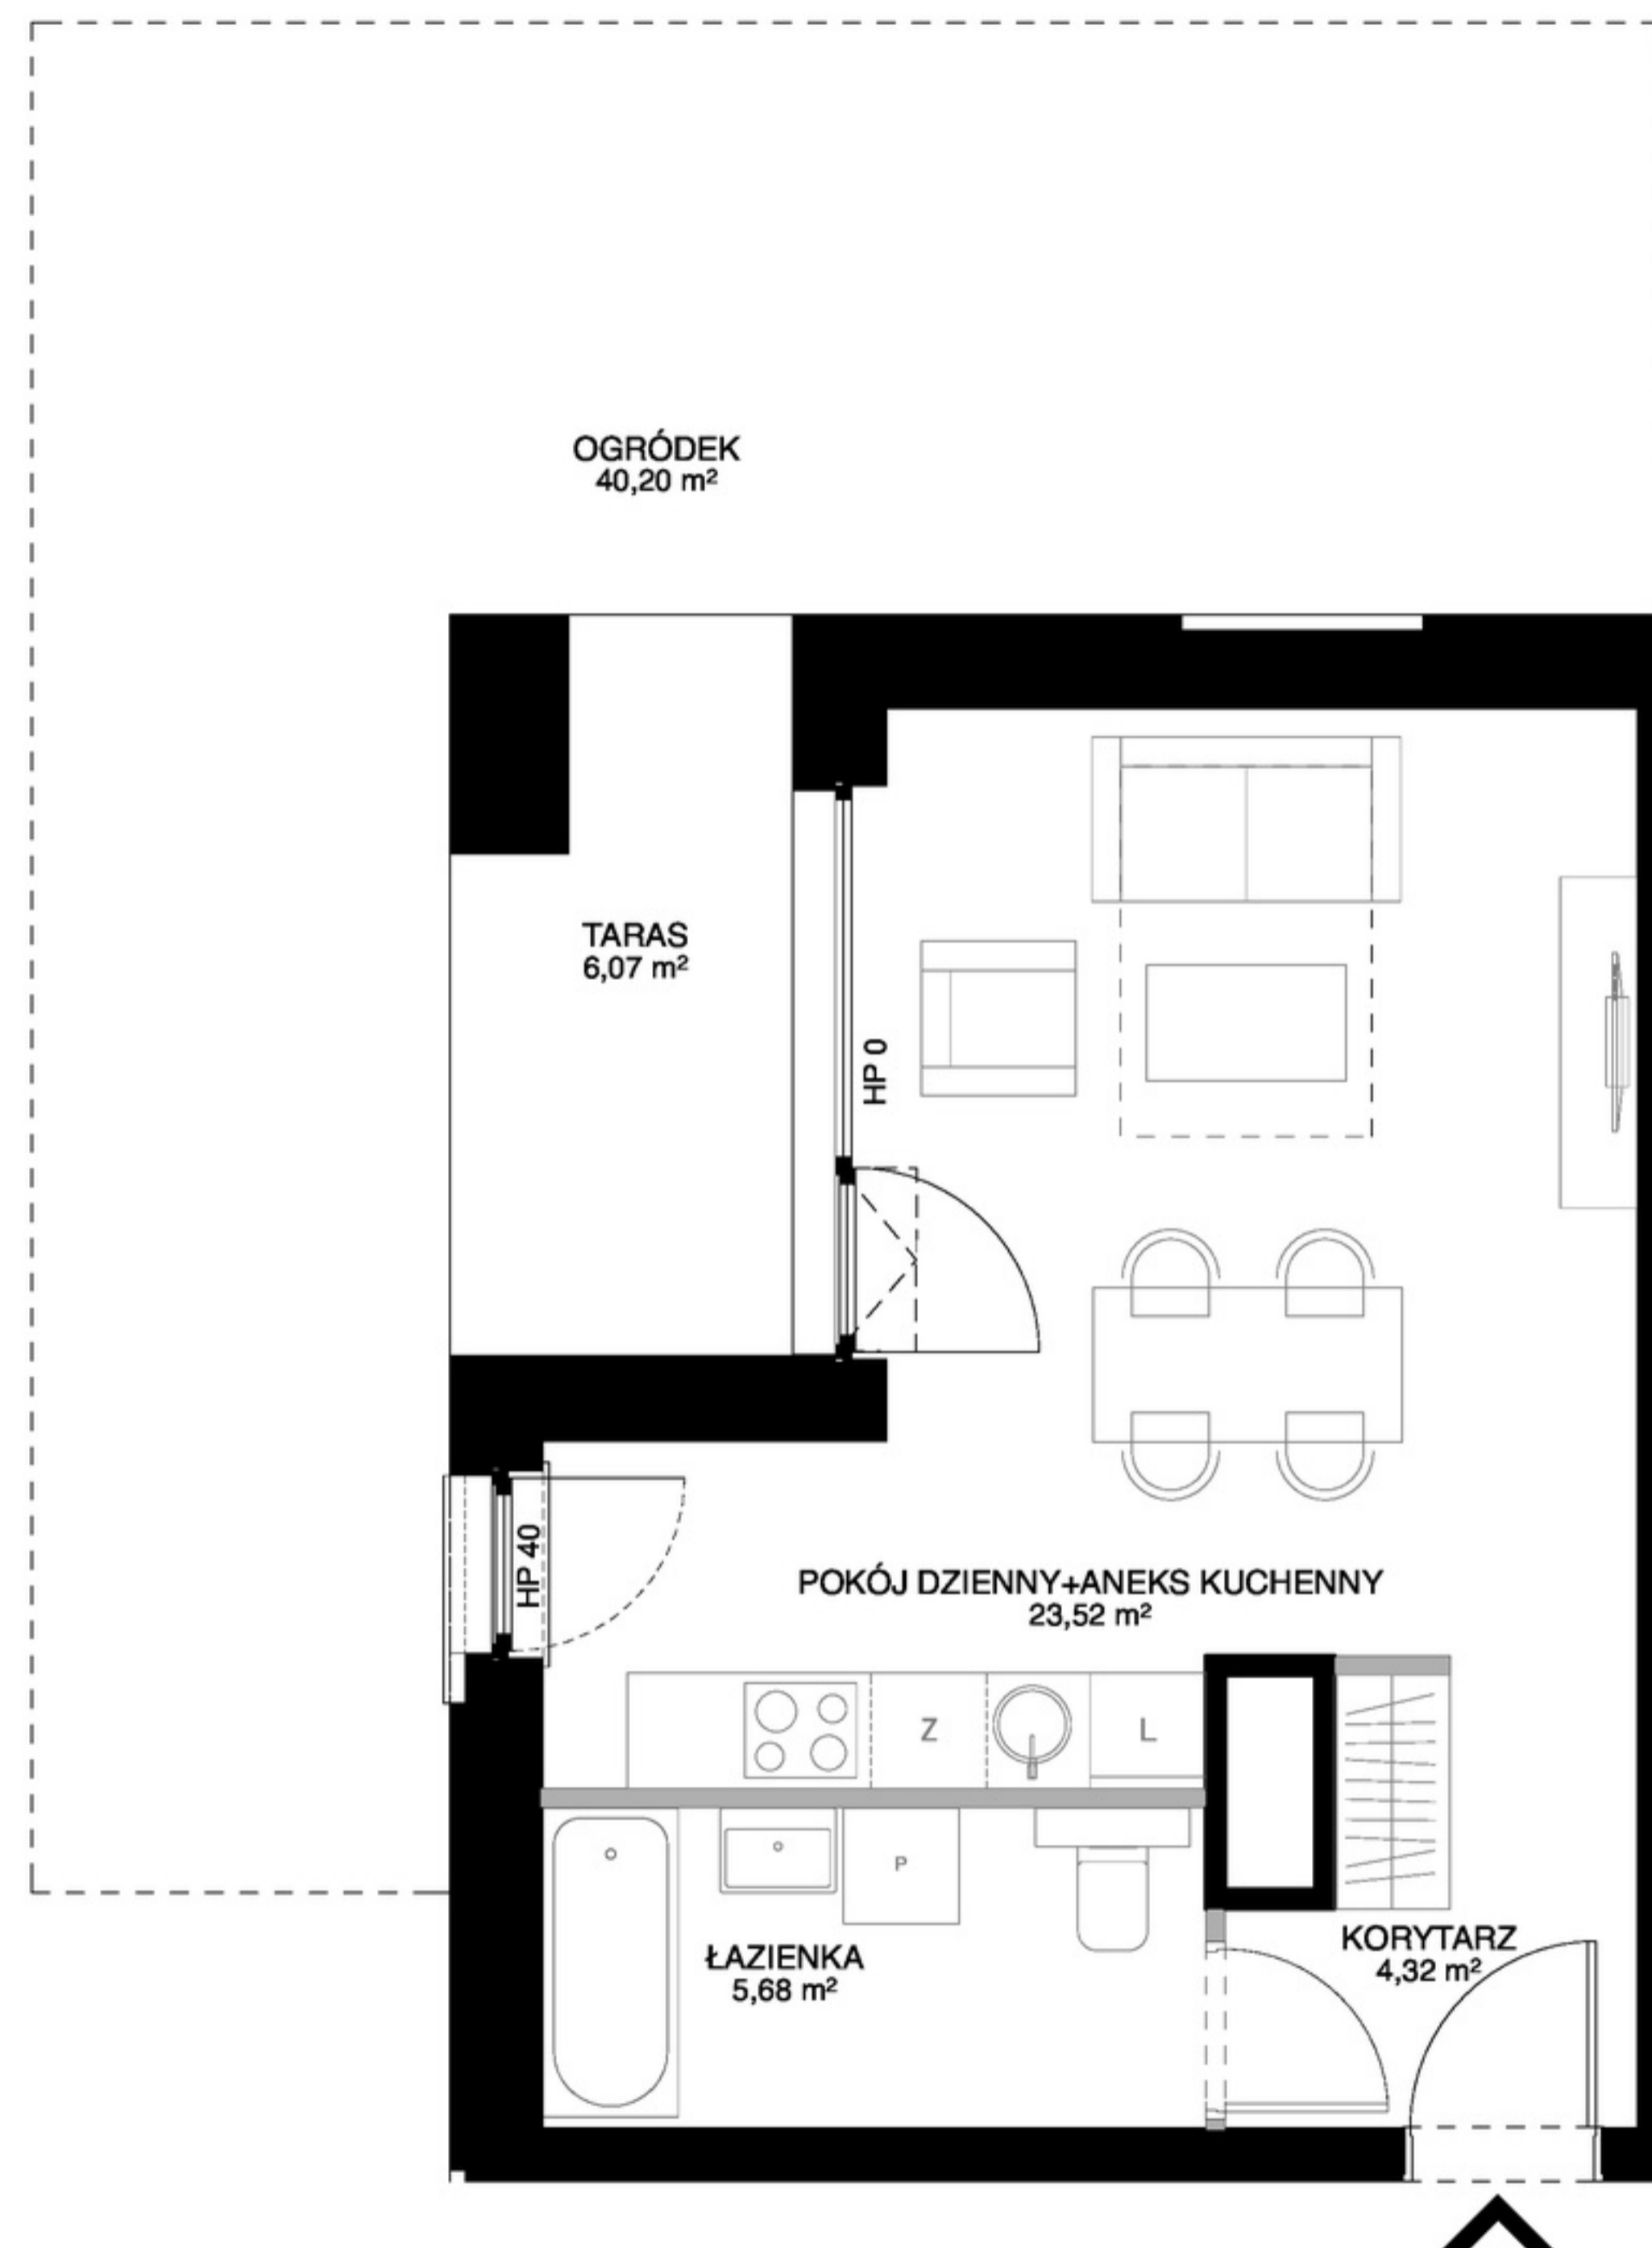 OGRÓDEK
40,20 m²
TARAS
6,07 m²
HP 0
HP 40
POKÓJ DZIENNY+ANEKS KUCHENNY
23,52 m²
Z
L
P
ŁAZIENKA
5,68 m²
KORYTARZ
4,32 m²